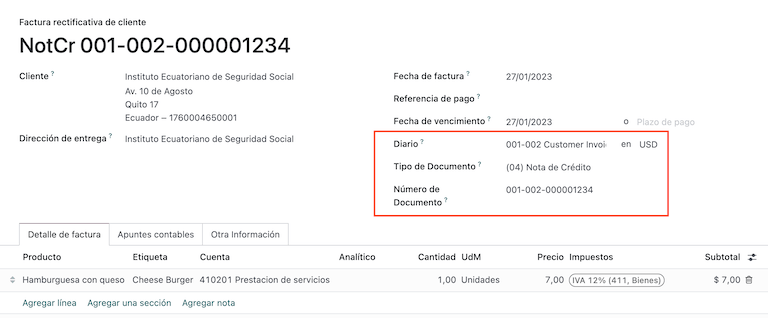 Factura rectificativa de cliente
NotCr 001-002-000001234
Cliente ? Instituto Ecuatoriano de Seguridad Social
Av. 10 de Agosto
Quito 17
Ecuador – 1760004650001
Dirección de entrega ? Instituto Ecuatoriano de Seguridad Social
Fecha de factura ? 27/01/2023
Referencia de pago ?
Fecha de vencimiento ? 27/01/2023 o Plazo de pago
Diario ? 001-002 Customer Invoi en USD
Tipo de Documento ? (04) Nota de Crédito
Número de Documento ? 001-002-000001234
Detalle de factura Apuntes contables Otra Información
Producto Etiqueta Cuenta Analítico Cantidad UdM Precio Impuestos Subtotal
Hamburguesa con queso Cheese Burger 410201 Prestacion de servicios 1,00 Unidades 7,00 IVA 12% (411, Bienes) $ 7,00
Agregar línea Agregar una sección Agregar nota